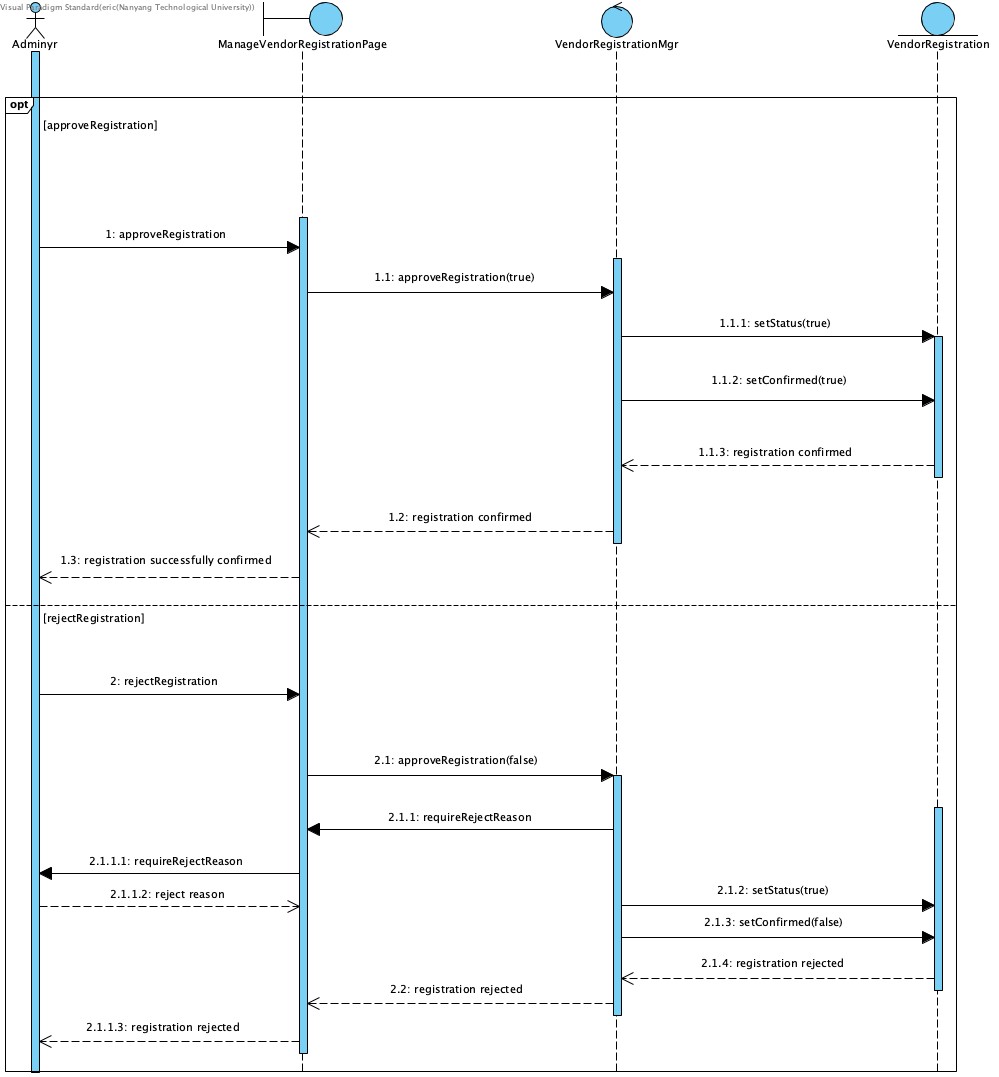 Visual Paradigm Standard(eric(Nanyang Technological University))
Adminyr
ManageVendorRegistrationPage
VendorRegistrationMgr
VendorRegistration
opt
[approveRegistration]
1: approveRegistration
1.1: approveRegistration(true)
1.1.1: setStatus(true)
1.1.2: setConfirmed(true)
1.1.3: registration confirmed
1.2: registration confirmed
1.3: registration successfully confirmed
[rejectRegistration]
2: rejectRegistration
2.1: approveRegistration(false)
2.1.1: requireRejectReason
2.1.1.1: requireRejectReason
2.1.1.2: reject reason
2.1.2: setStatus(true)
2.1.3: setConfirmed(false)
2.1.4: registration rejected
2.2: registration rejected
2.1.1.3: registration rejected